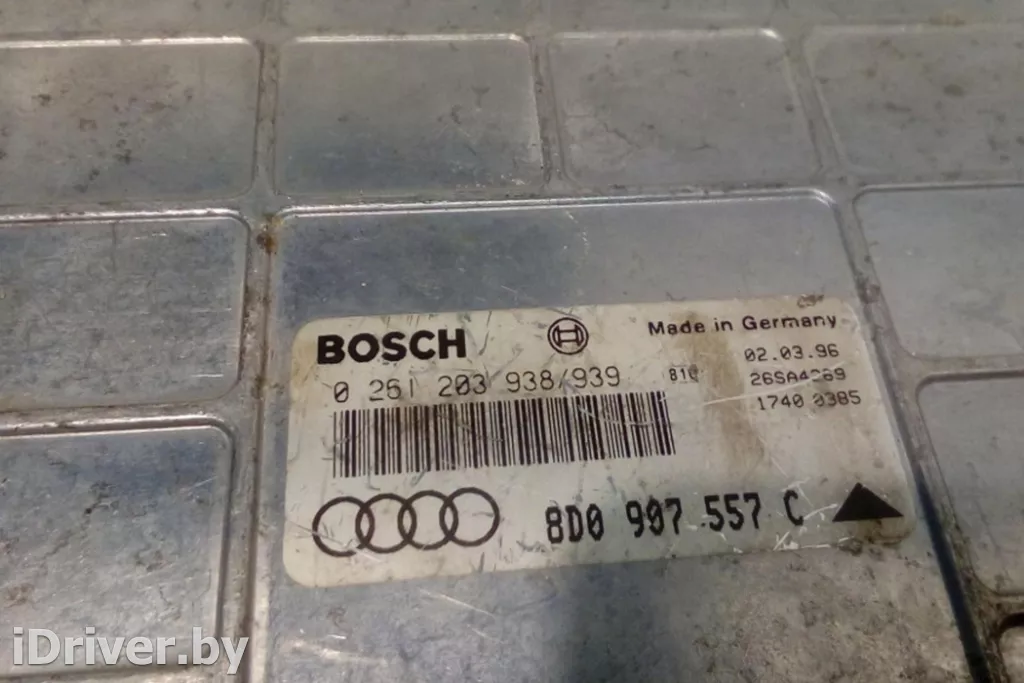 BOSCH
Made in Germany
0 261 203 938/939
810
02.03.96
26SA4269
1740 0385
8D0 907 557 C
iDriver.by